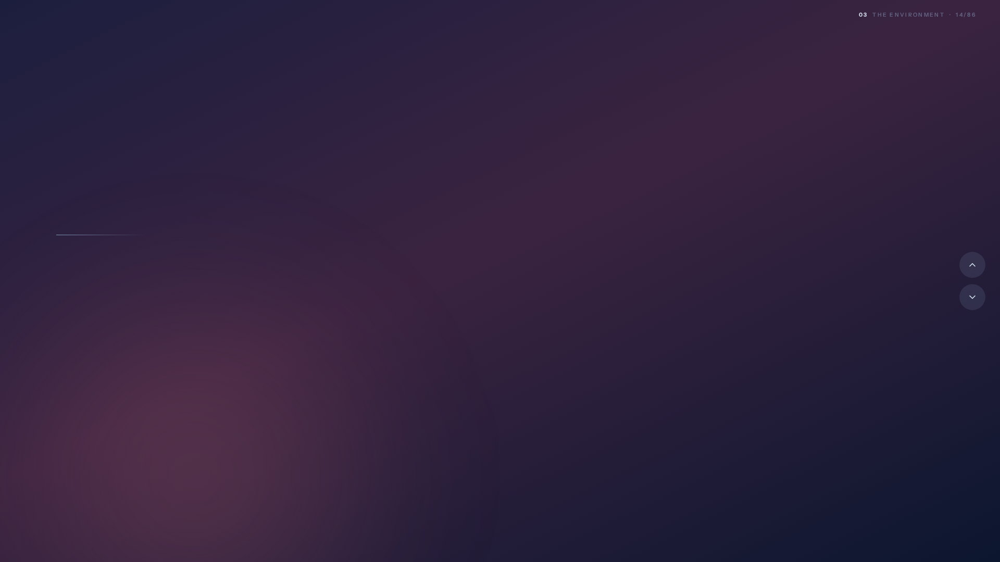 03 THE ENVIRONMENT · 14/86